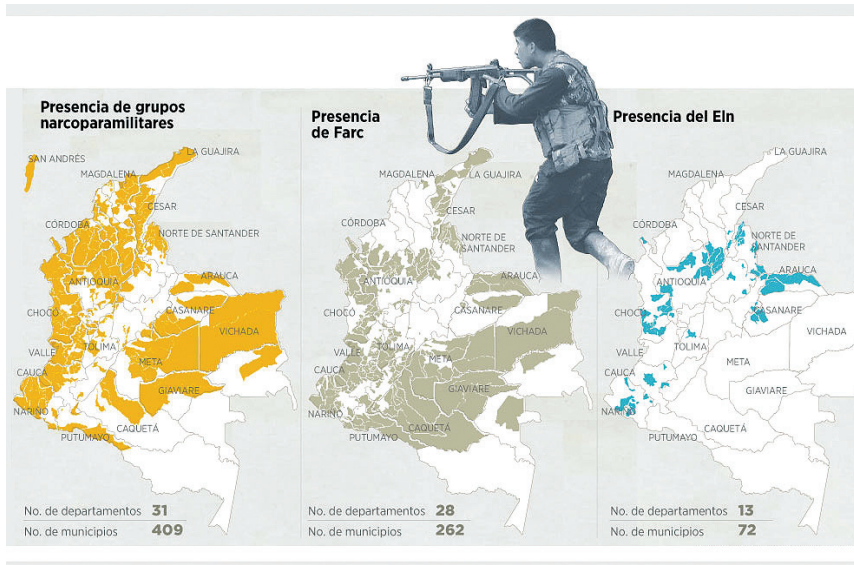 Presencia de grupos
narcoparamilitares
SAN ANDRÉS
LA GUAJIRA
MAGDALENA
CESAR
CÓRDOBA
NORTE DE SANTANDER
ARAUCA
ANTIOQUIA
CASANARE
CHOCÓ
VICHADA
VALLE
TOLIMA
META
CAUCA
GIAVIARE
NARIÑO
CAQUETÁ
PUTUMAYO
No. de departamentos 31
No. de municipios 409
Presencia
de Farc
MAGDALENA
LA GUAJIRA
CESAR
CÓRDOBA
NORTE DE
SANTANDER
ARAUCA
ANTIOQUIA
CASANARE
CHOCÓ
VICHADA
VALLE
TOLIMA
META
CAUCA
GIAVIARE
NARIÑO
CAQUETÁ
PUTUMAYO
No. de departamentos 28
No. de municipios 262
Presencia del Eln
LA GUAJIRA
MAGDALENA
CESAR
CÓRDOBA
NORTE DE
SANTANDER
ARAUCA
ANTIOQUIA
CASANARE
CHOCÓ
VICHADA
VALLE
TOLIMA
META
CAUCA
GIAVIARE
NARIÑO
CAQUETÁ
PUTUMAYO
No. de departamentos 13
No. de municipios 72